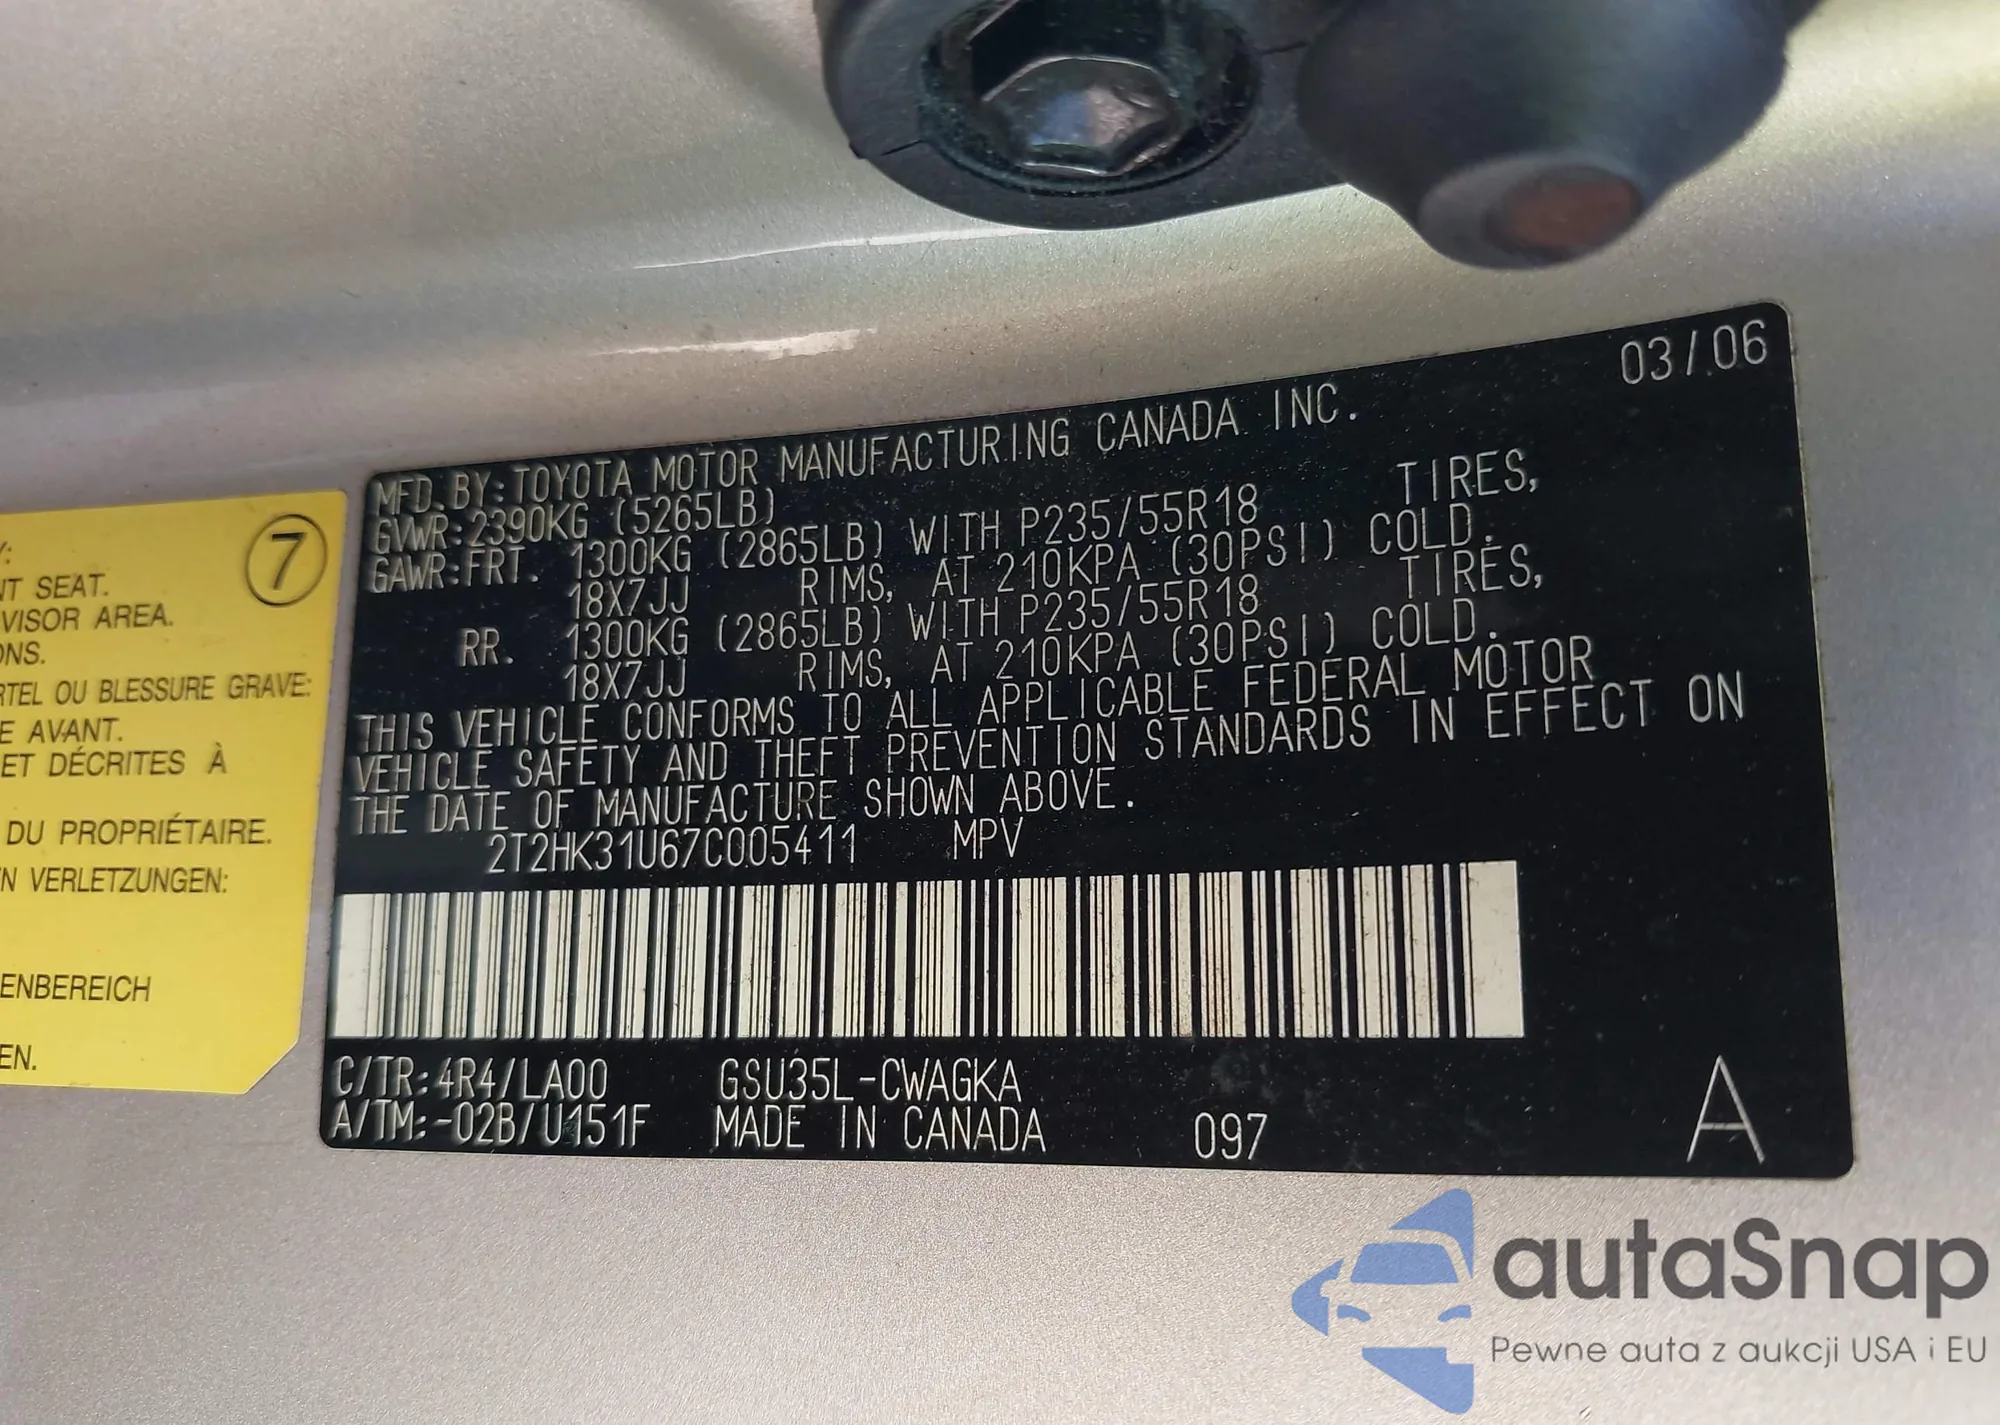 7
Y:
NT SEAT.
VISOR AREA.
ONS.
RTEL OU BLESSURE GRAVE:
E AVANT.
ET DÉCRITES À
DU PROPRIÉTAIRE.
N VERLETZUNGEN:
ENBEREICH
EN.
03/06
MFD.BY:TOYOTA MOTOR MANUFACTURING CANADA INC.
GVWR:2390KG (5265LB)
GAWR:FRT. 1300KG (2865LB) WITH P235/55R18 TIRES,
18X7JJ RIMS, AT 210KPA (30PSI) COLD.
RR. 1300KG (2865LB) WITH P235/55R18 TIRES,
18X7JJ RIMS, AT 210KPA (30PSI) COLD.
THIS VEHICLE CONFORMS TO ALL APPLICABLE FEDERAL MOTOR
VEHICLE SAFETY AND THEFT PREVENTION STANDARDS IN EFFECT ON
THE DATE OF MANUFACTURE SHOWN ABOVE.
2T2HK31U67C005411 MPV
C/TR:4R4/LA00 GSU35L-CWAGKA
A/TM:-02B/U151F MADE IN CANADA 097 A
autaSnap
Pewne auta z aukcji USA i EU